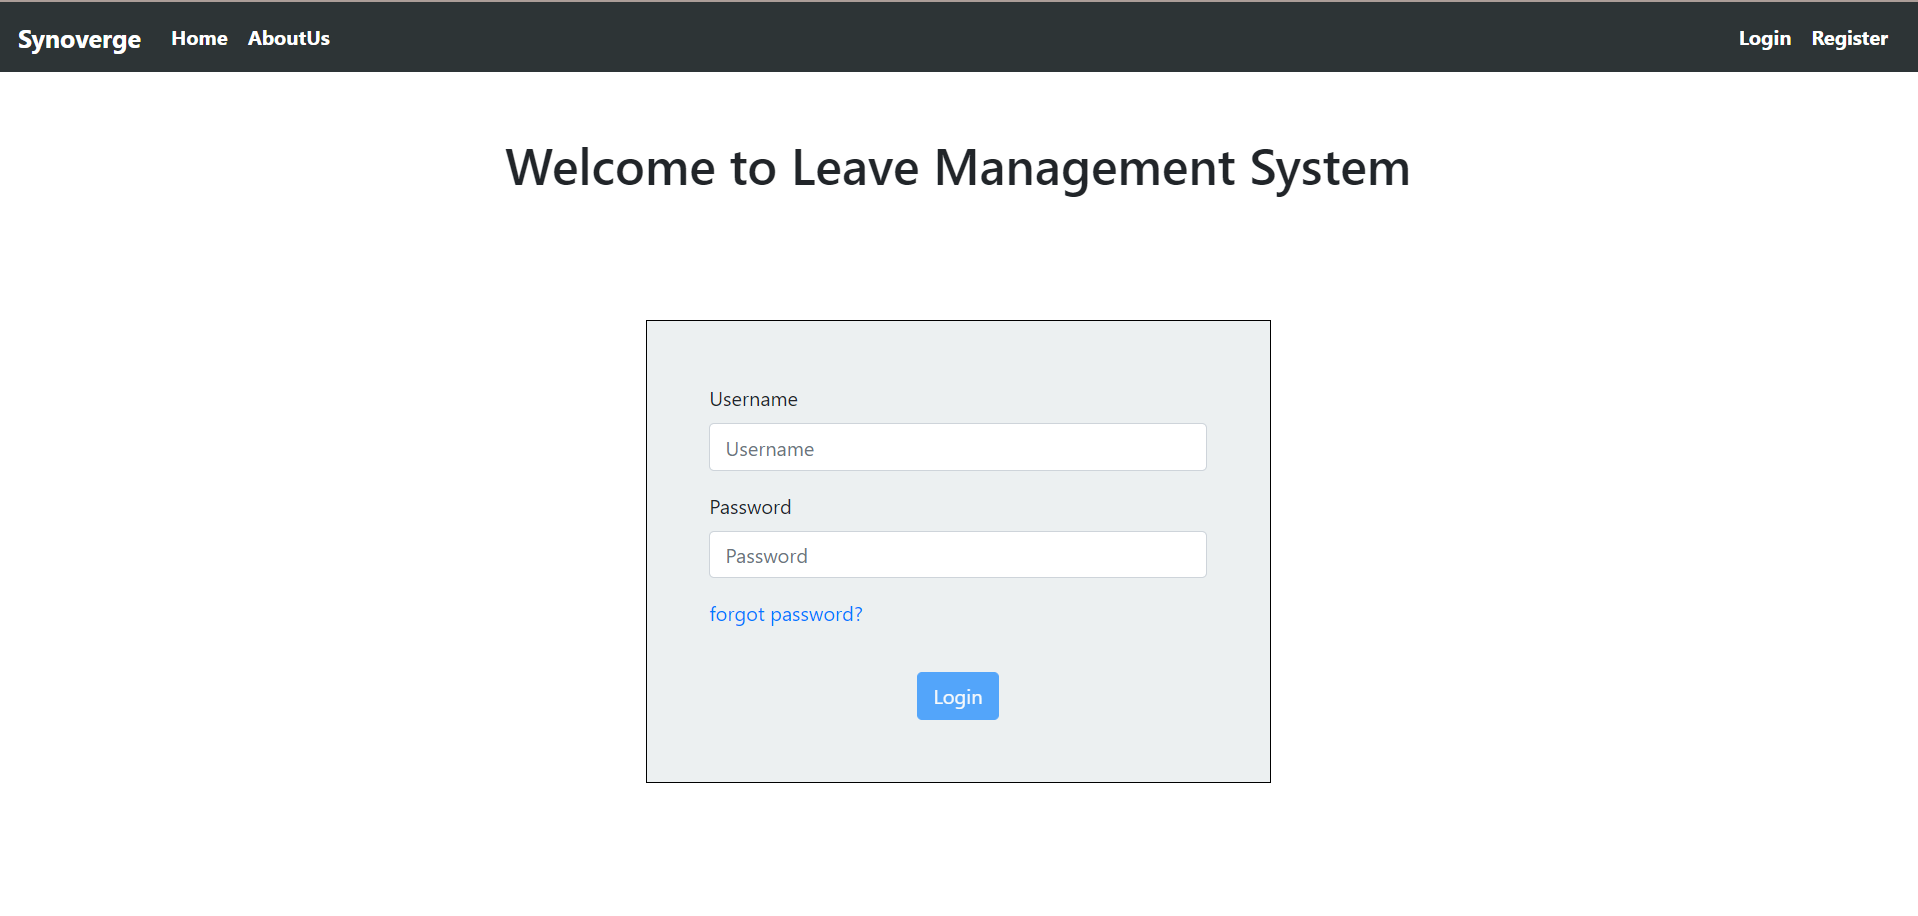 Synoverge Home AboutUs Login Register
Welcome to Leave Management System
Username
Username
Password
Password
forgot password?
Login